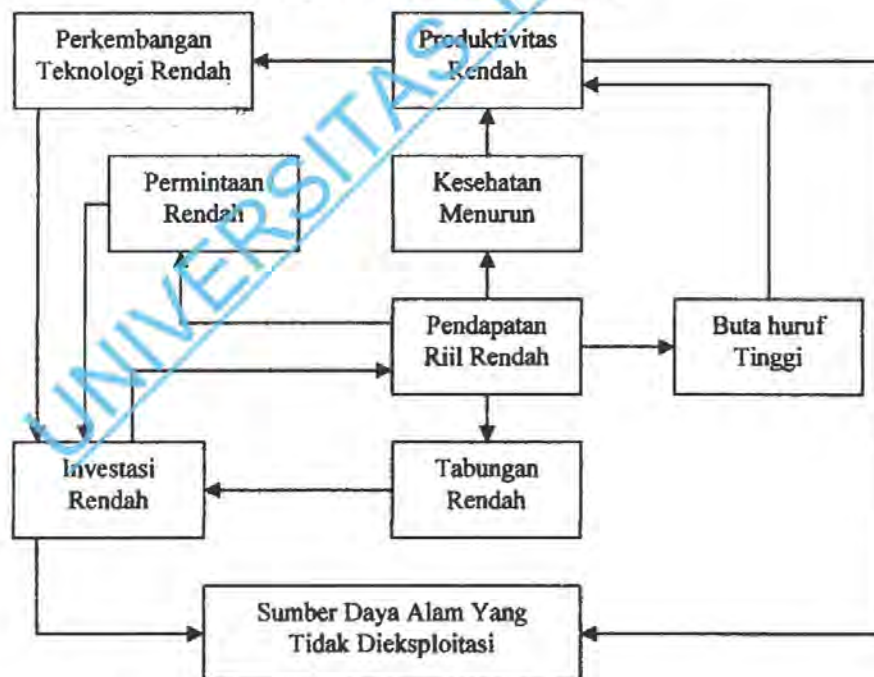 Perkembangan
Teknologi Rendah
Produktivitas
Rendah
Permintaan
Rendah
Kesehatan
Menurun
Pendapatan
Riil Rendah
Buta huruf
Tinggi
Investasi
Rendah
Tabungan
Rendah
Sumber Daya Alam Yang
Tidak Dieksploitasi
UNIVERSITAS